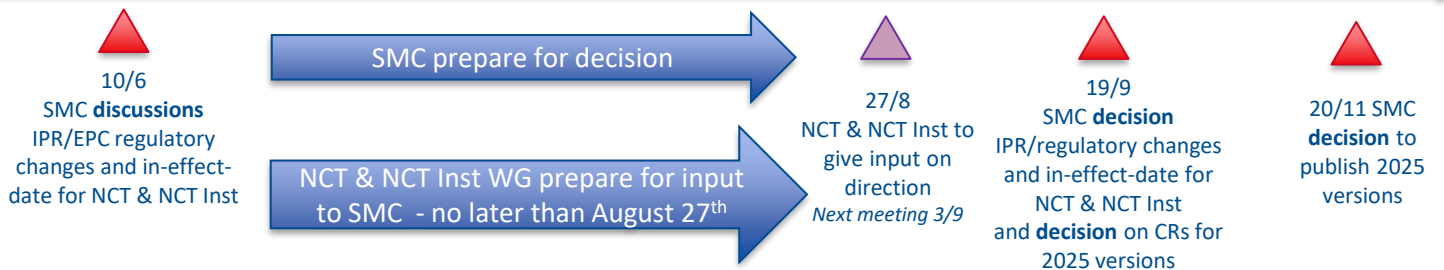 10/6
SMC discussions
IPR/EPC regulatory
changes and in-effect-
date for NCT & NCT Inst
SMC prepare for decision
NCT & NCT Inst WG prepare for input
to SMC - no later than August 27th
27/8
NCT & NCT Inst to
give input on
direction
Next meeting 3/9
19/9
SMC decision
IPR/regulatory changes
and in-effect-date for
NCT & NCT Inst
and decision on CRs for
2025 versions
20/11 SMC
decision to
publish 2025
versions